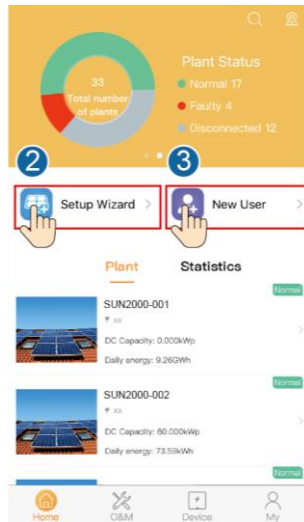 33
Total number
of plants
Plant Status
Normal 17
Faulty 4
Disconnected 12
2
3
Setup Wizard
New User
Plant
Statistics
Normal
SUN2000-001
xx
DC Capacity: 0.000kWp
Daily energy: 9.26GWh
Normal
SUN2000-002
xx
DC Capacity: 60.000kWp
Daily energy: 73.59kWh
Normal
Home
O&M
Device
My